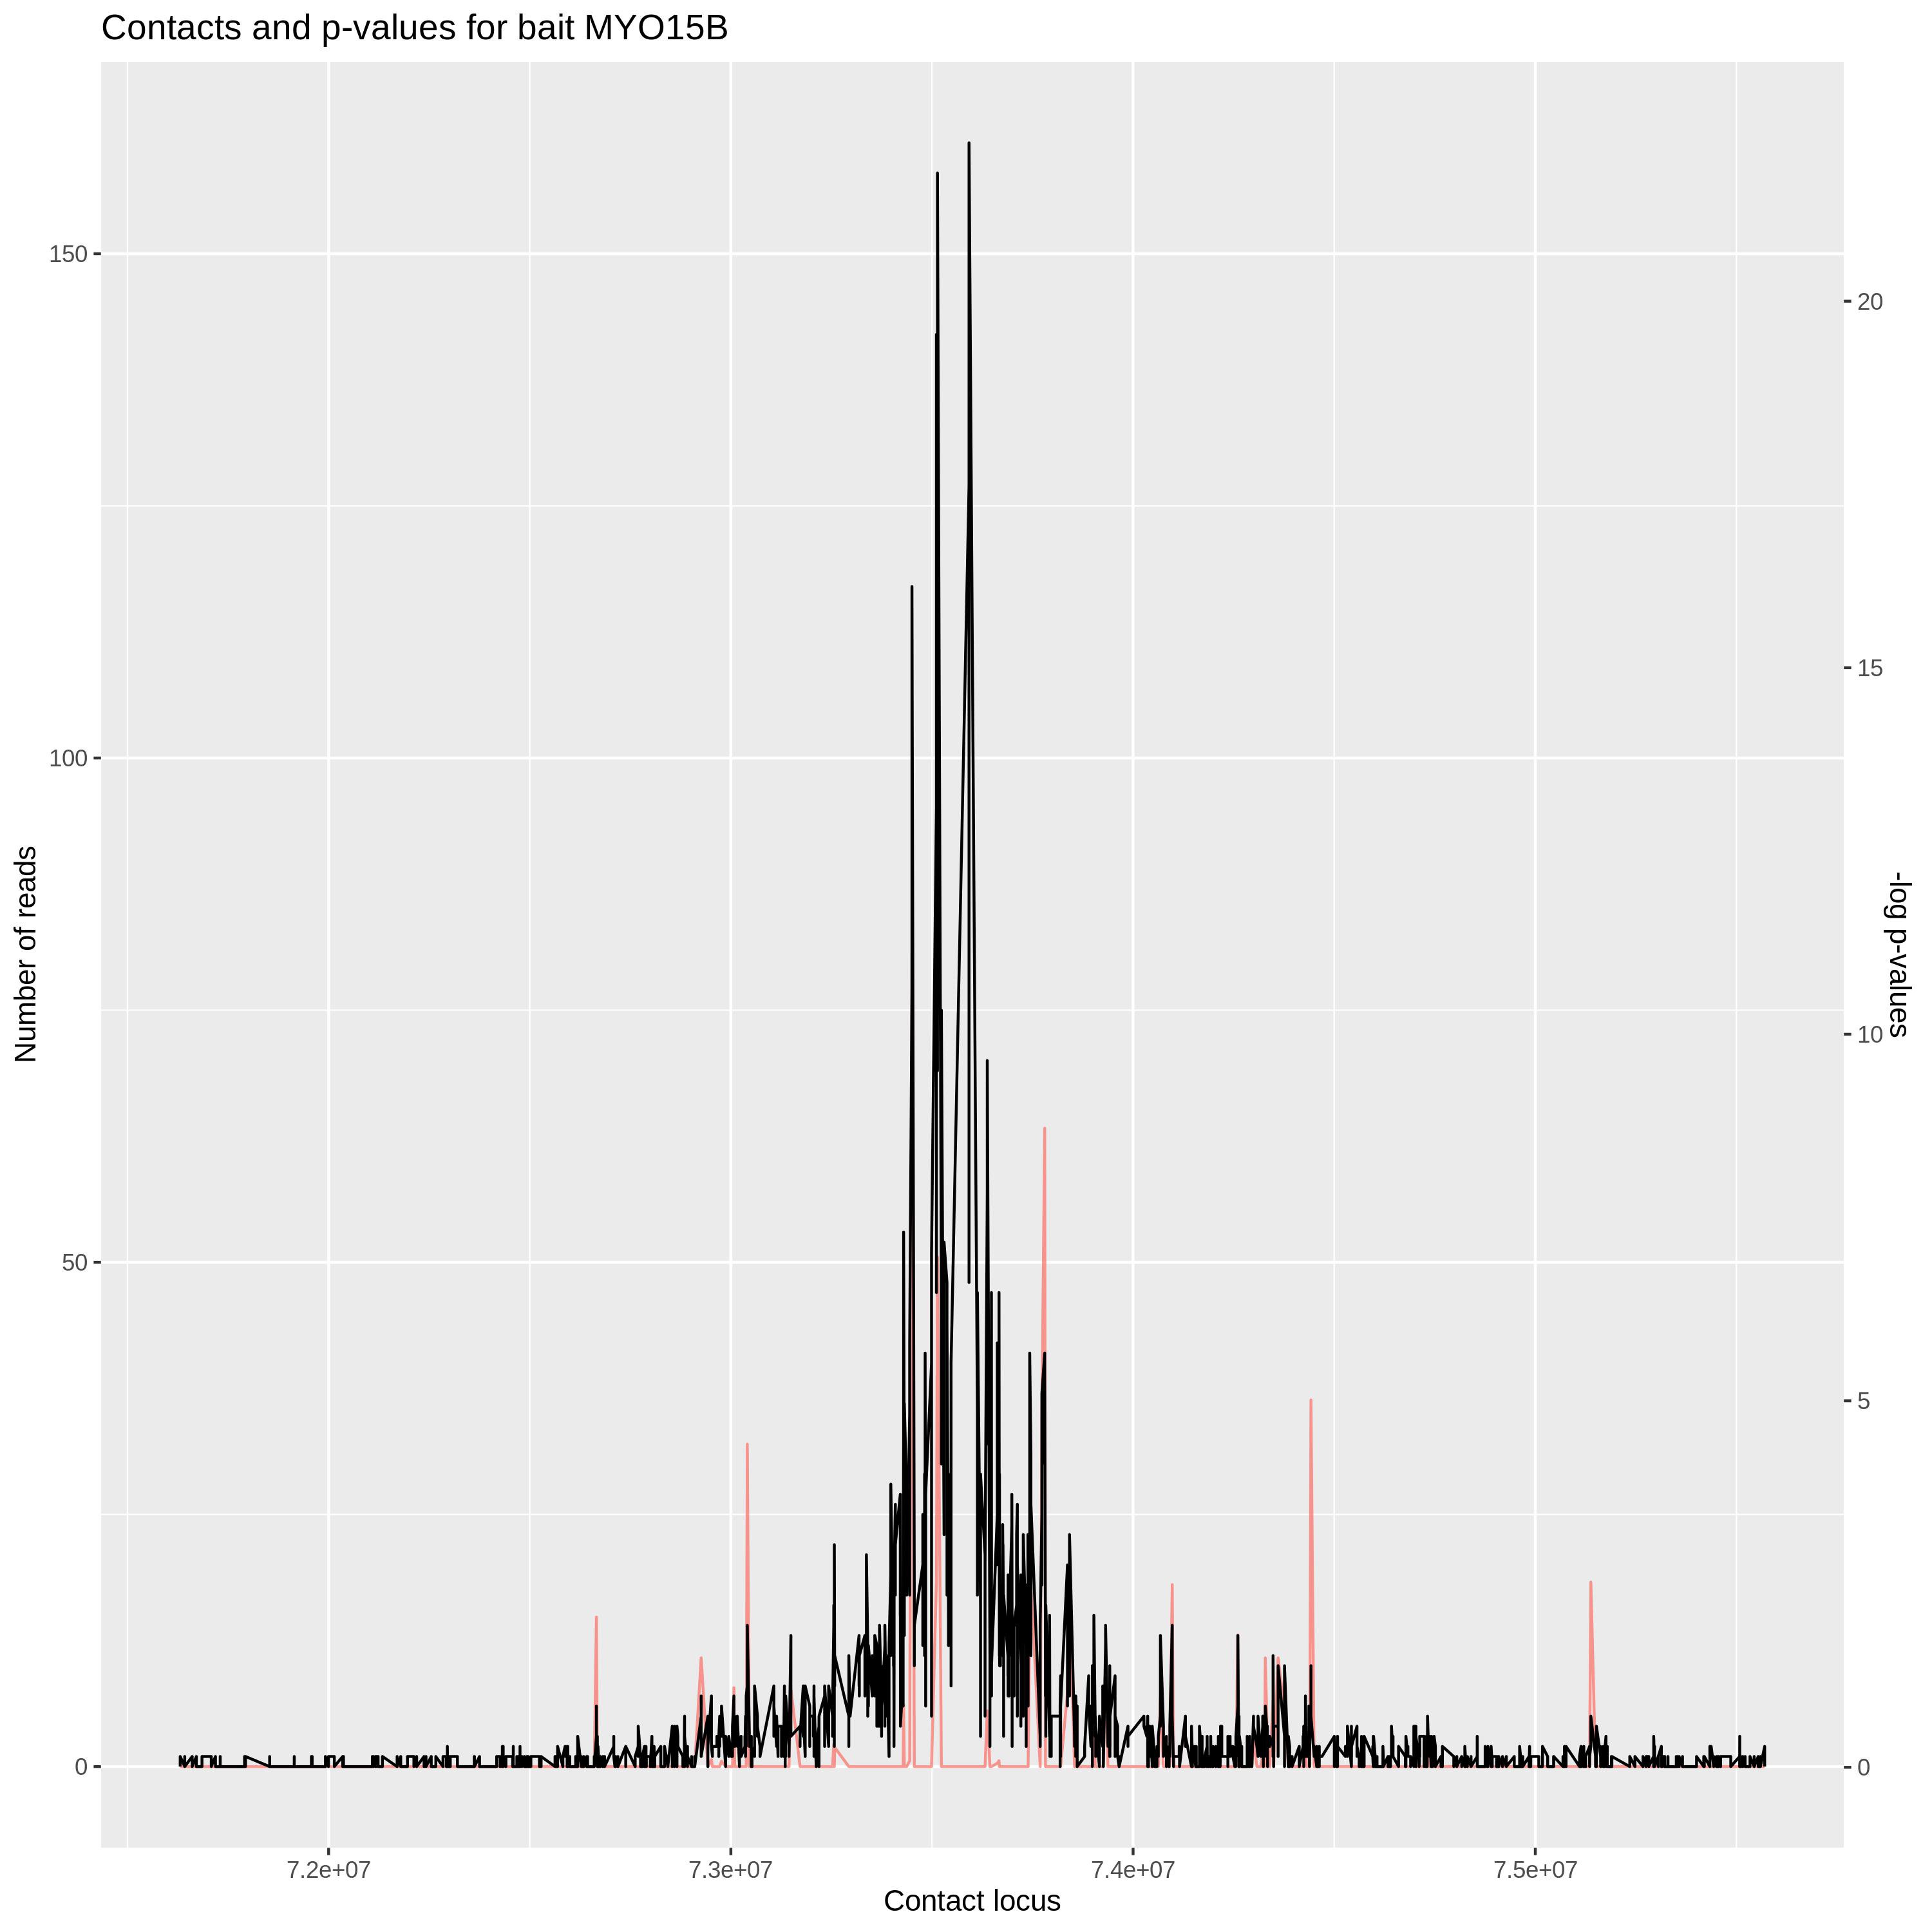 Contacts and p-values for bait MYO15B
Number of reads
150
100
50
0
20
15
10
5
0
-log p-values
7.2e+07 7.3e+07 7.4e+07 7.5e+07
Contact locus